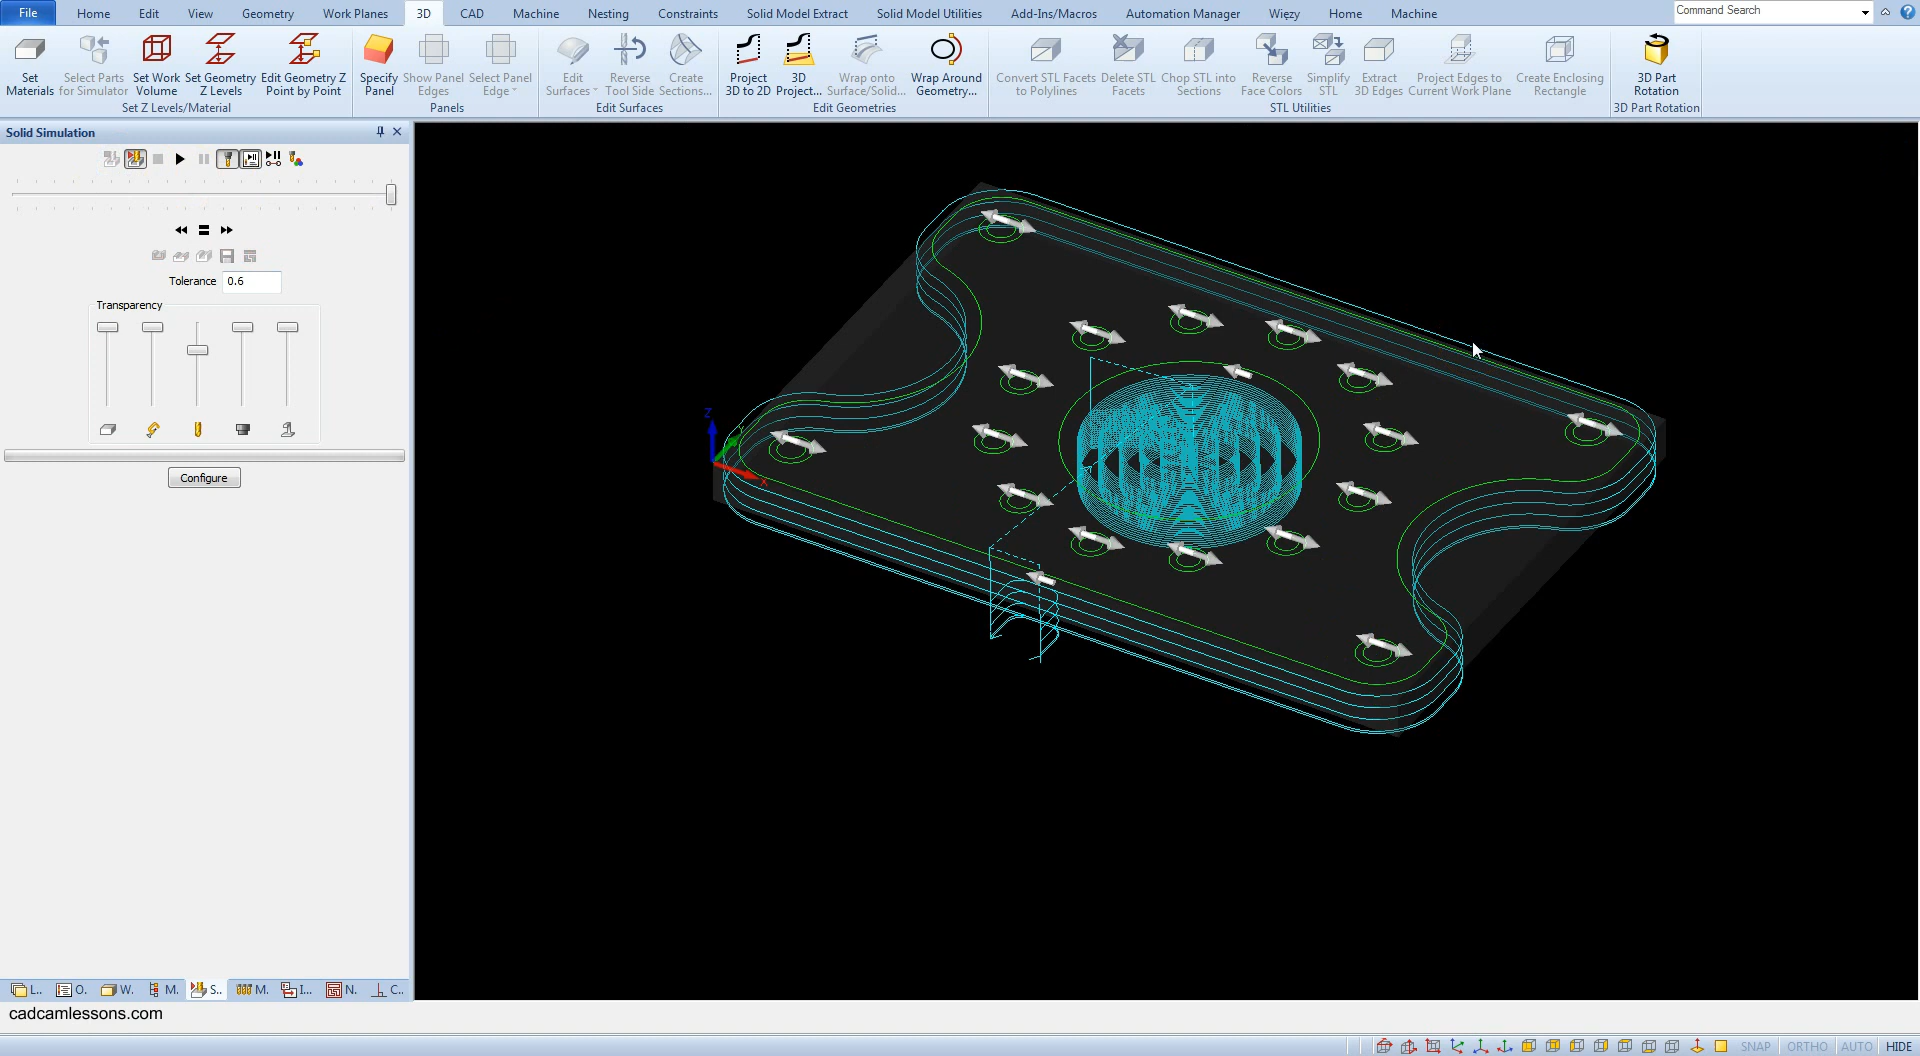 File Home Edit View Geometry Work Planes 3D CAD Machine Nesting Constraints Solid Model Extract Solid Model Utilities Add-Ins/Macros Automation Manager Więzy Home Machine Command Search
Set Materials Select Parts for Simulator Set Work Volume Set Geometry Z Levels Edit Geometry Z Point by Point Specify Panel Show Panel Edges Select Panel Edge Edit Surfaces Reverse Tool Side Create Sections... Project 3D to 2D 3D Project... Wrap onto Surface/Solid... Wrap Around Geometry... Convert STL Facets to Polylines Delete STL Facets Chop STL into Sections Reverse Face Colors Simplify STL Extract 3D Edges Project Edges to Current Work Plane Create Enclosing Rectangle 3D Part Rotation
Set Z Levels/Material Panels Edit Surfaces Edit Geometries STL Utilities 3D Part Rotation
Solid Simulation
Tolerance 0.6
Transparency
Configure
Z
X
L.. O. W. M. S.. M. I... N. C..
cadcamlessons.com
SNAP ORTHO AUTO HIDE